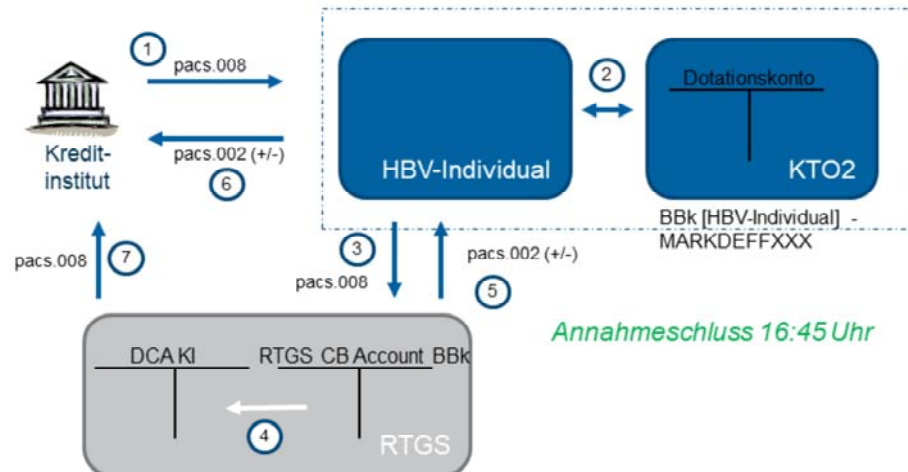 1
pacs.008
2
Dotationskonto
Kredit-
institut
pacs.002 (+/-)
6
HBV-Individual
KTO2
BBk [HBV-Individual] -
MARKDEFFXXX
3
pacs.008
pacs.002 (+/-)
5
pacs.008
7
Annahmeschluss 16:45 Uhr
DCA KI
RTGS CB Account BBk
4
RTGS